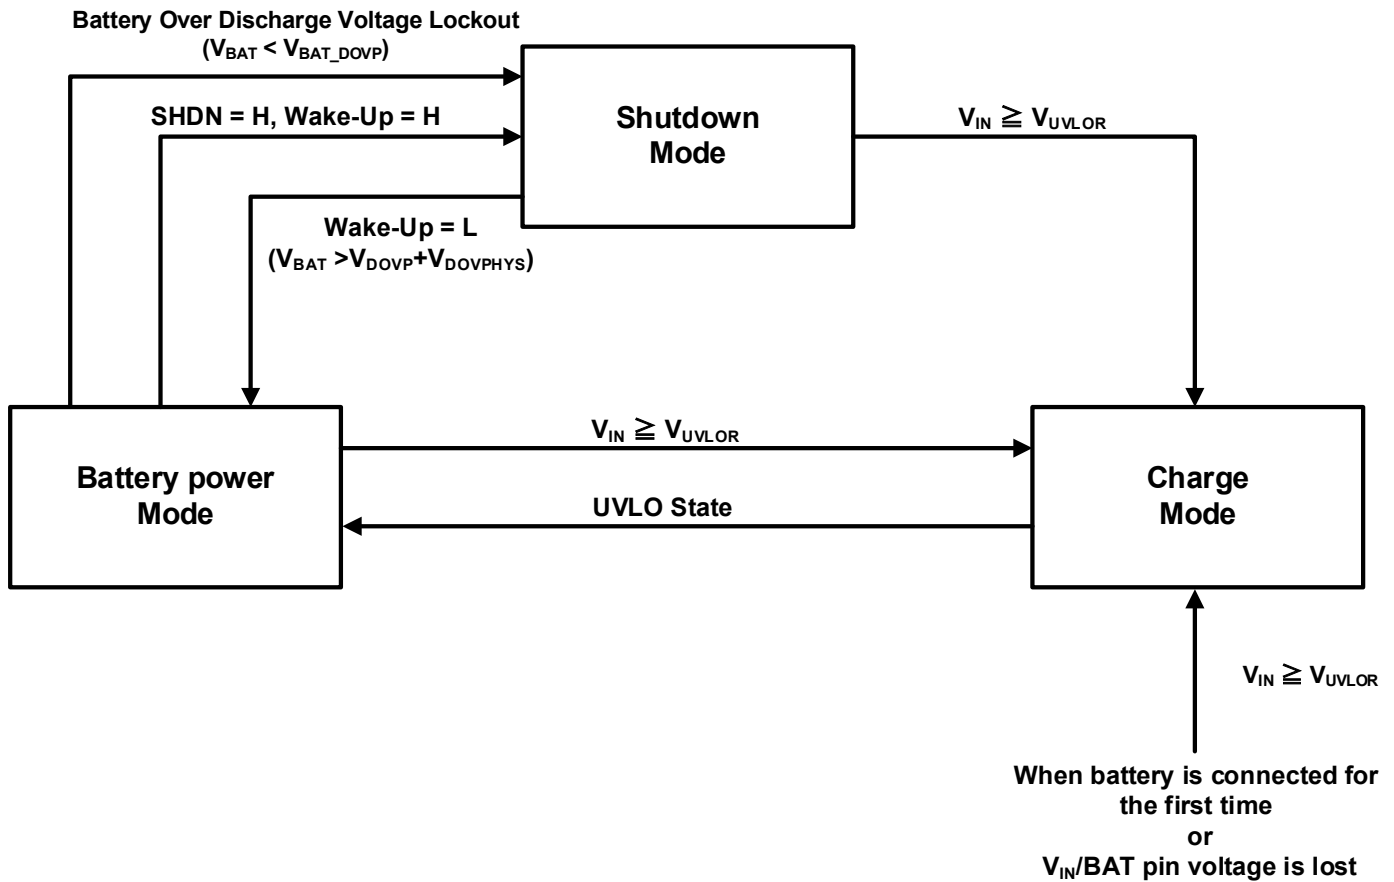 Battery Over Discharge Voltage Lockout
(VBAT < VBAT_DOVP)
SHDN = H, Wake-Up = H
Shutdown
Mode
VIN ≧ VUVLOR
Wake-Up = L
(VBAT >VDOVP+VDOVPHYS)
Battery power
Mode
VIN ≧ VUVLOR
UVLO State
Charge
Mode
VIN ≧ VUVLOR
When battery is connected for
the first time
or
VIN/BAT pin voltage is lost